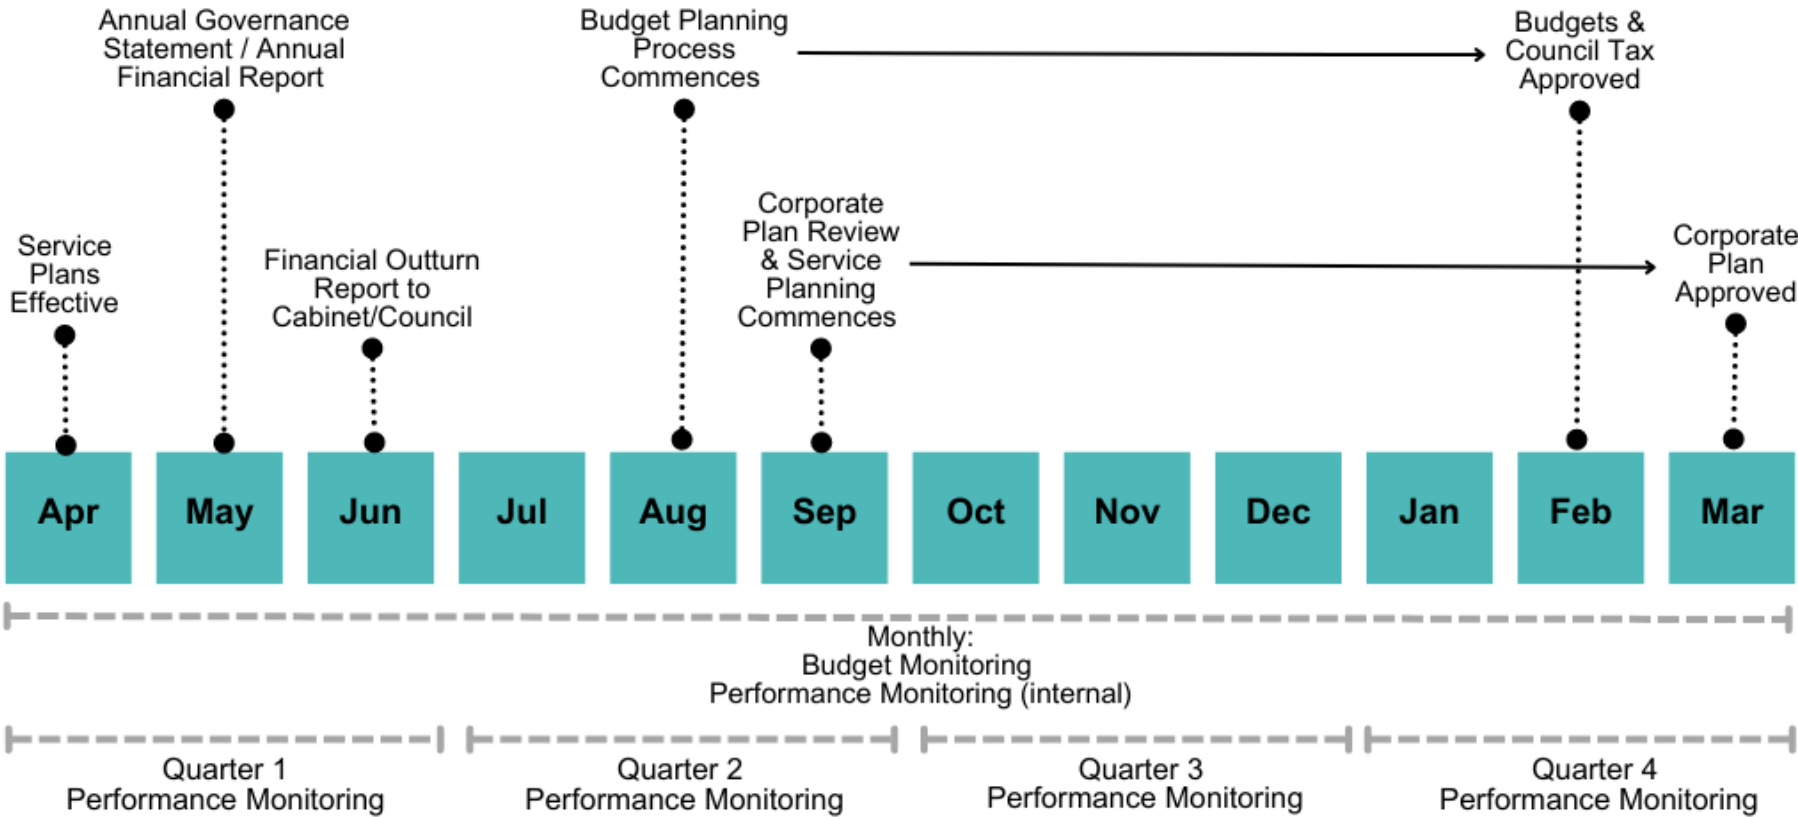 Annual Governance
Statement / Annual
Financial Report
Budget Planning
Process
Commences
Budgets &
Council Tax
Approved
Service
Plans
Effective
Financial Outturn
Report to
Cabinet/Council
Corporate
Plan Review
& Service
Planning
Commences
Corporate
Plan
Approved
Apr
May
Jun
Jul
Aug
Sep
Oct
Nov
Dec
Jan
Feb
Mar
Monthly:
Budget Monitoring
Performance Monitoring (internal)
Quarter 1
Performance Monitoring
Quarter 2
Performance Monitoring
Quarter 3
Performance Monitoring
Quarter 4
Performance Monitoring